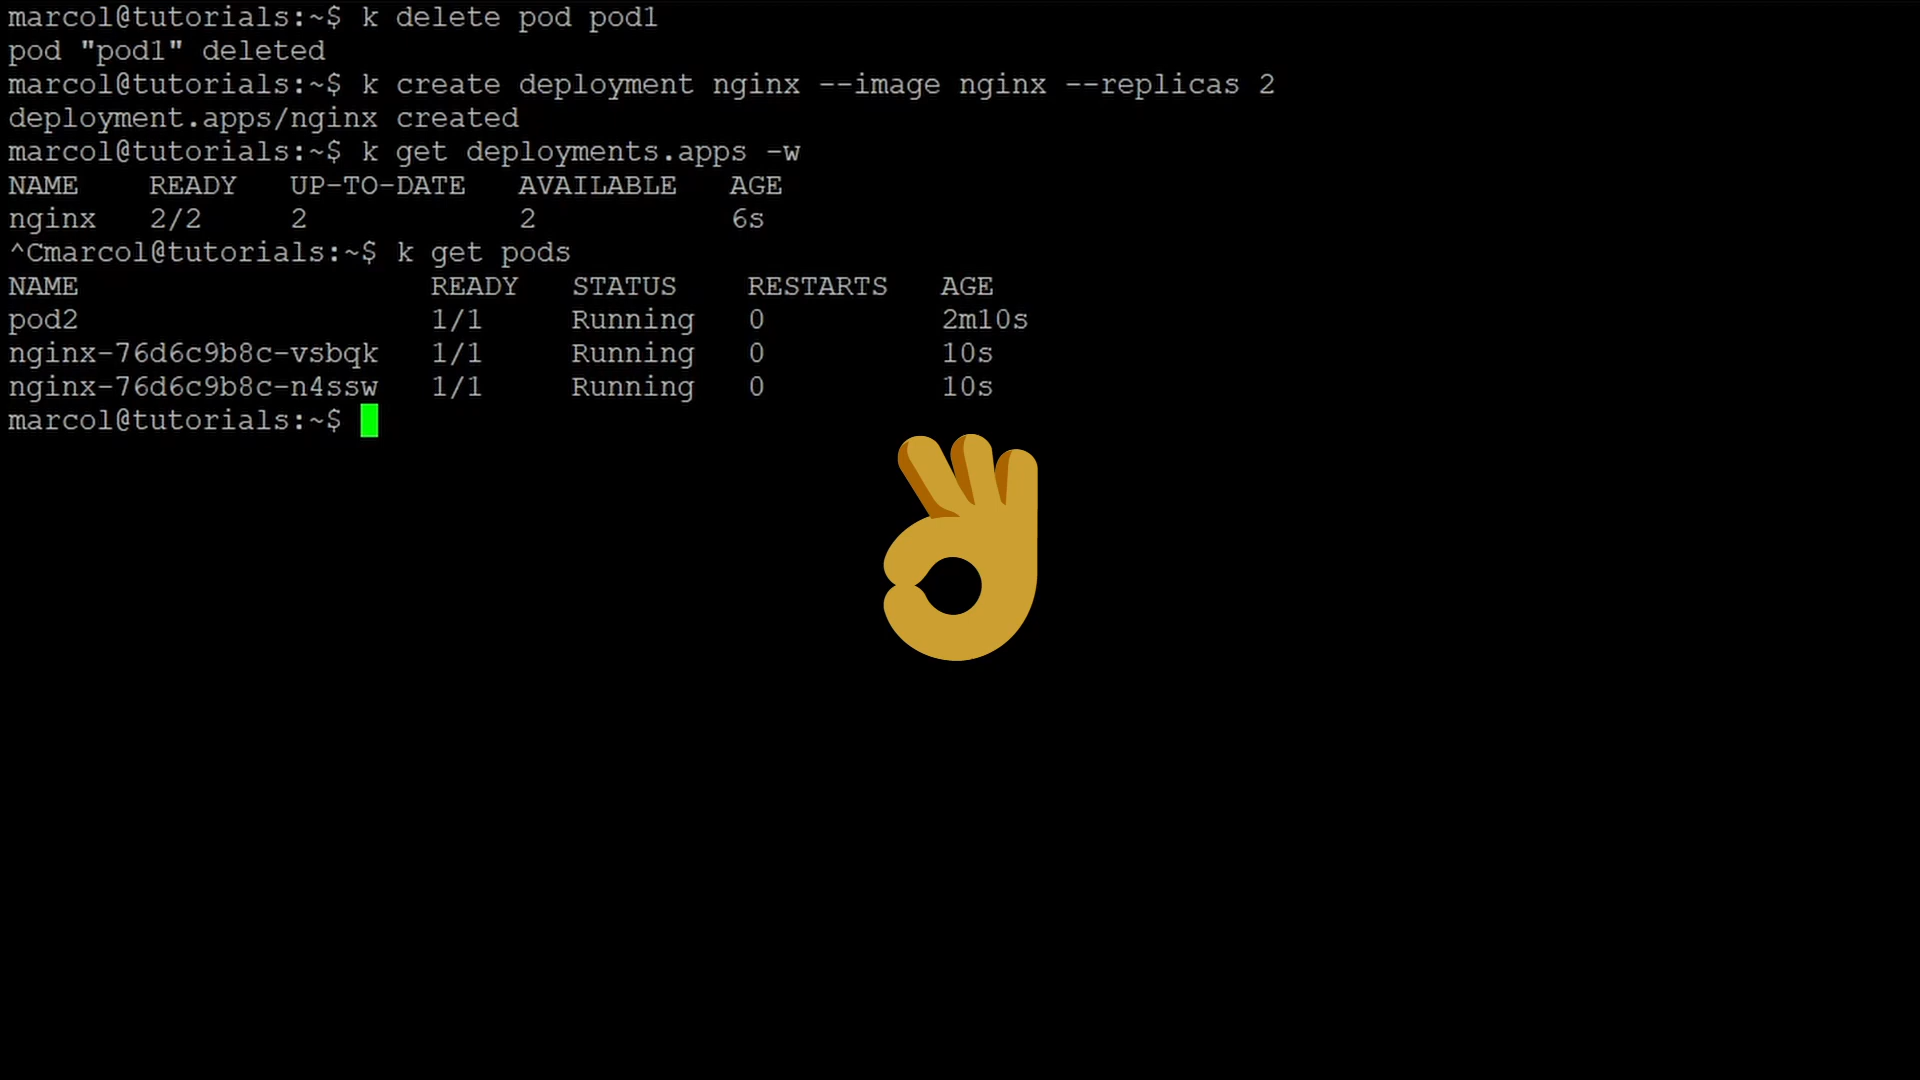 marcol@tutorials:~$ k delete pod pod1
pod "pod1" deleted
marcol@tutorials:~$ k create deployment nginx --image nginx --replicas 2
deployment.apps/nginx created
marcol@tutorials:~$ k get deployments.apps -w
NAME    READY   UP-TO-DATE   AVAILABLE   AGE
nginx   2/2     2            2           6s
^Cmarcol@tutorials:~$ k get pods
NAME                    READY   STATUS    RESTARTS   AGE
pod2                    1/1     Running   0          2m10s
nginx-76d6c9b8c-vsbqk   1/1     Running   0          10s
nginx-76d6c9b8c-n4ssw   1/1     Running   0          10s
marcol@tutorials:~$